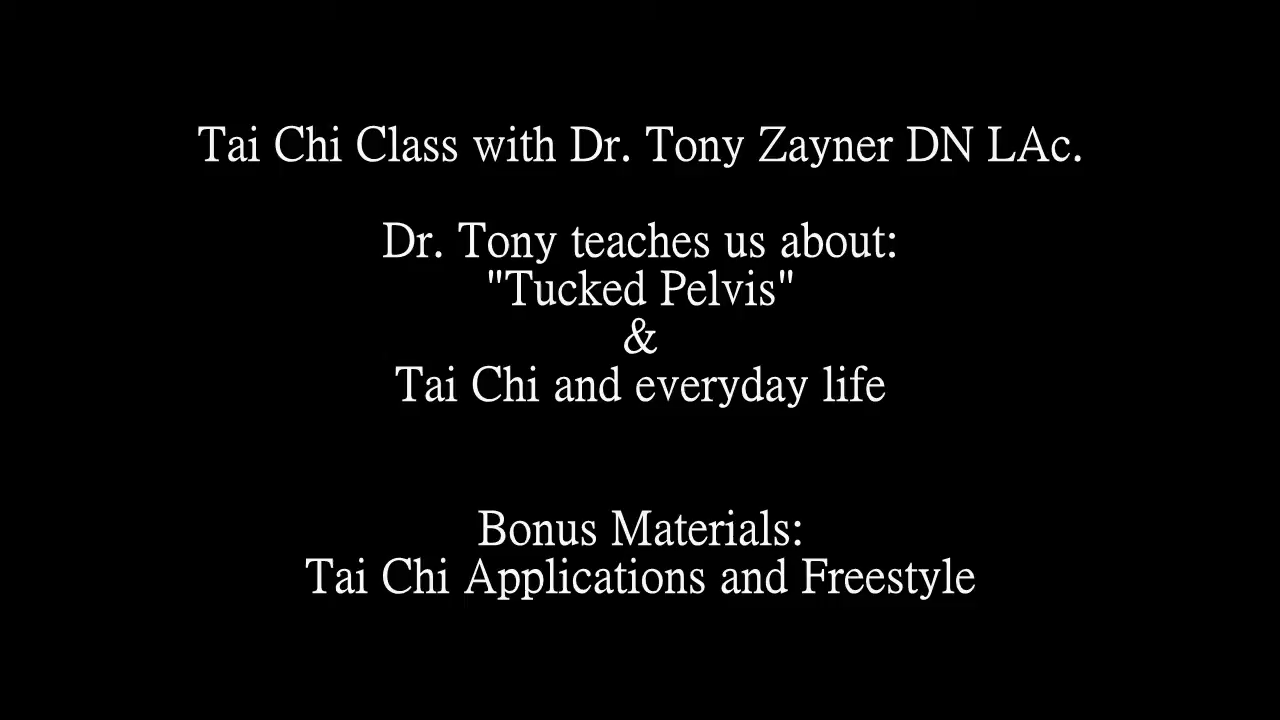 Tai Chi Class with Dr. Tony Zayner DN LAc.
Dr. Tony teaches us about:
"Tucked Pelvis"
&
Tai Chi and everyday life
Bonus Materials:
Tai Chi Applications and Freestyle